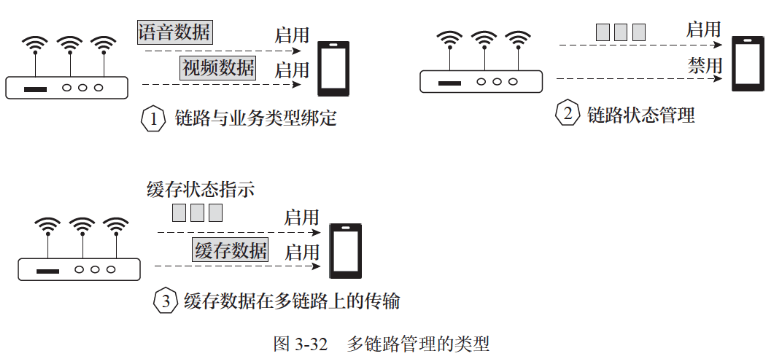 语音数据 启用
视频数据 启用
① 链路与业务类型绑定
启用
禁用
② 链路状态管理
缓存状态指示
启用
缓存数据 启用
③ 缓存数据在多链路上的传输
图 3-32 多链路管理的类型